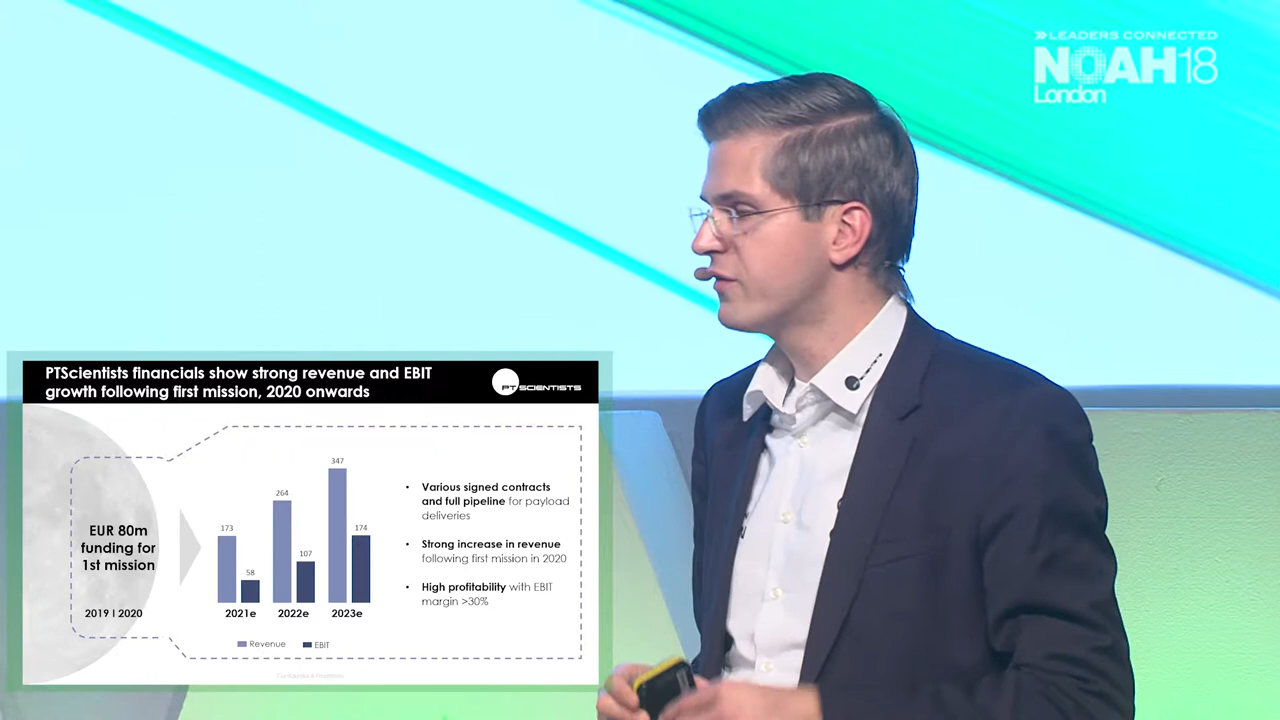 »LEADERS CONNECTED
NOAH18
London
PTScientists financials show strong revenue and EBIT
growth following first mission, 2020 onwards
PTSCIENTISTS
EUR 80m
funding for
1st mission
2019 I 2020
173
58
264
107
347
174
2021e
2022e
2023e
Revenue
EBIT
• Various signed contracts
and full pipeline for payload
deliveries
• Strong increase in revenue
following first mission in 2020
• High profitability with EBIT
margin >30%